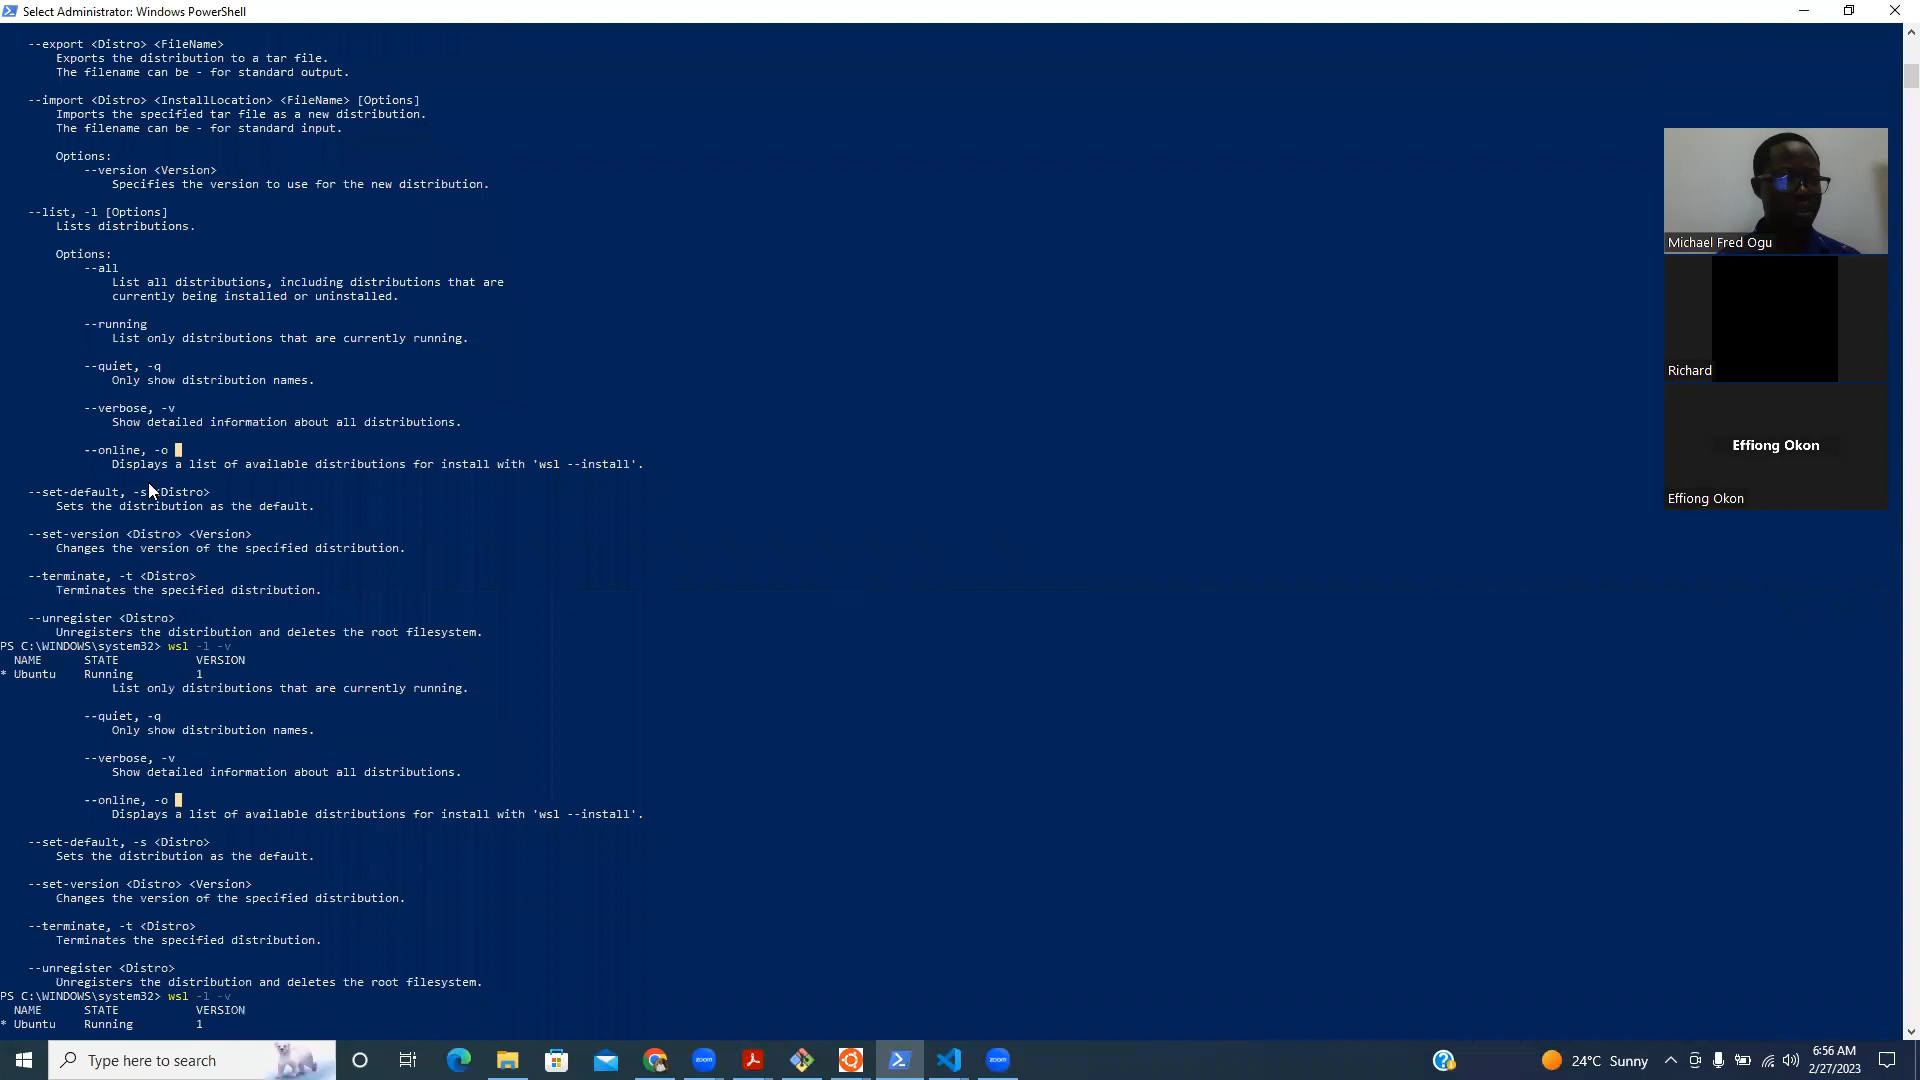 Select Administrator: Windows PowerShell
--export <Distro> <FileName>
Exports the distribution to a tar file.
The filename can be - for standard output.
--import <Distro> <InstallLocation> <FileName> [Options]
Imports the specified tar file as a new distribution.
The filename can be - for standard input.
Options:
--version <Version>
Specifies the version to use for the new distribution.
--list, -l [Options]
Lists distributions.
Options:
--all
List all distributions, including distributions that are
currently being installed or uninstalled.
--running
List only distributions that are currently running.
--quiet, -q
Only show distribution names.
--verbose, -v
Show detailed information about all distributions.
--online, -o
Displays a list of available distributions for install with 'wsl --install'.
--set-default, -s <Distro>
Sets the distribution as the default.
--set-version <Distro> <Version>
Changes the version of the specified distribution.
--terminate, -t <Distro>
Terminates the specified distribution.
--unregister <Distro>
Unregisters the distribution and deletes the root filesystem.
PS C:\WINDOWS\system32> wsl -l -v
NAME STATE VERSION
* Ubuntu Running 1
List only distributions that are currently running.
--quiet, -q
Only show distribution names.
--verbose, -v
Show detailed information about all distributions.
--online, -o
Displays a list of available distributions for install with 'wsl --install'.
--set-default, -s <Distro>
Sets the distribution as the default.
--set-version <Distro> <Version>
Changes the version of the specified distribution.
--terminate, -t <Distro>
Terminates the specified distribution.
--unregister <Distro>
Unregisters the distribution and deletes the root filesystem.
PS C:\WINDOWS\system32> wsl -l -v
NAME STATE VERSION
* Ubuntu Running 1
Michael Fred Ogu
Richard
Effiong Okon
Effiong Okon
Type here to search
zoom
zoom
24°C Sunny
6:56 AM
2/27/2023